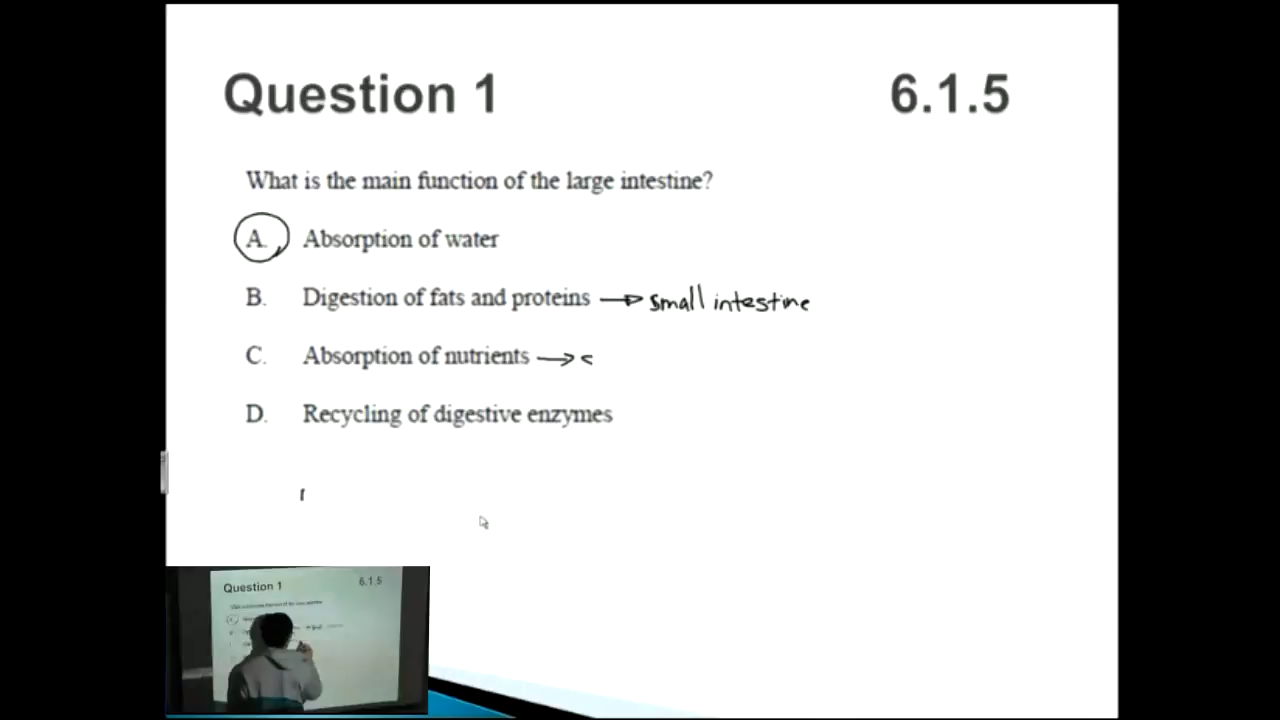 Question 1 6.1.5
What is the main function of the large intestine?
A. Absorption of water
B. Digestion of fats and proteins → small intestine
C. Absorption of nutrients → s
D. Recycling of digestive enzymes
Question 1 6.1.5